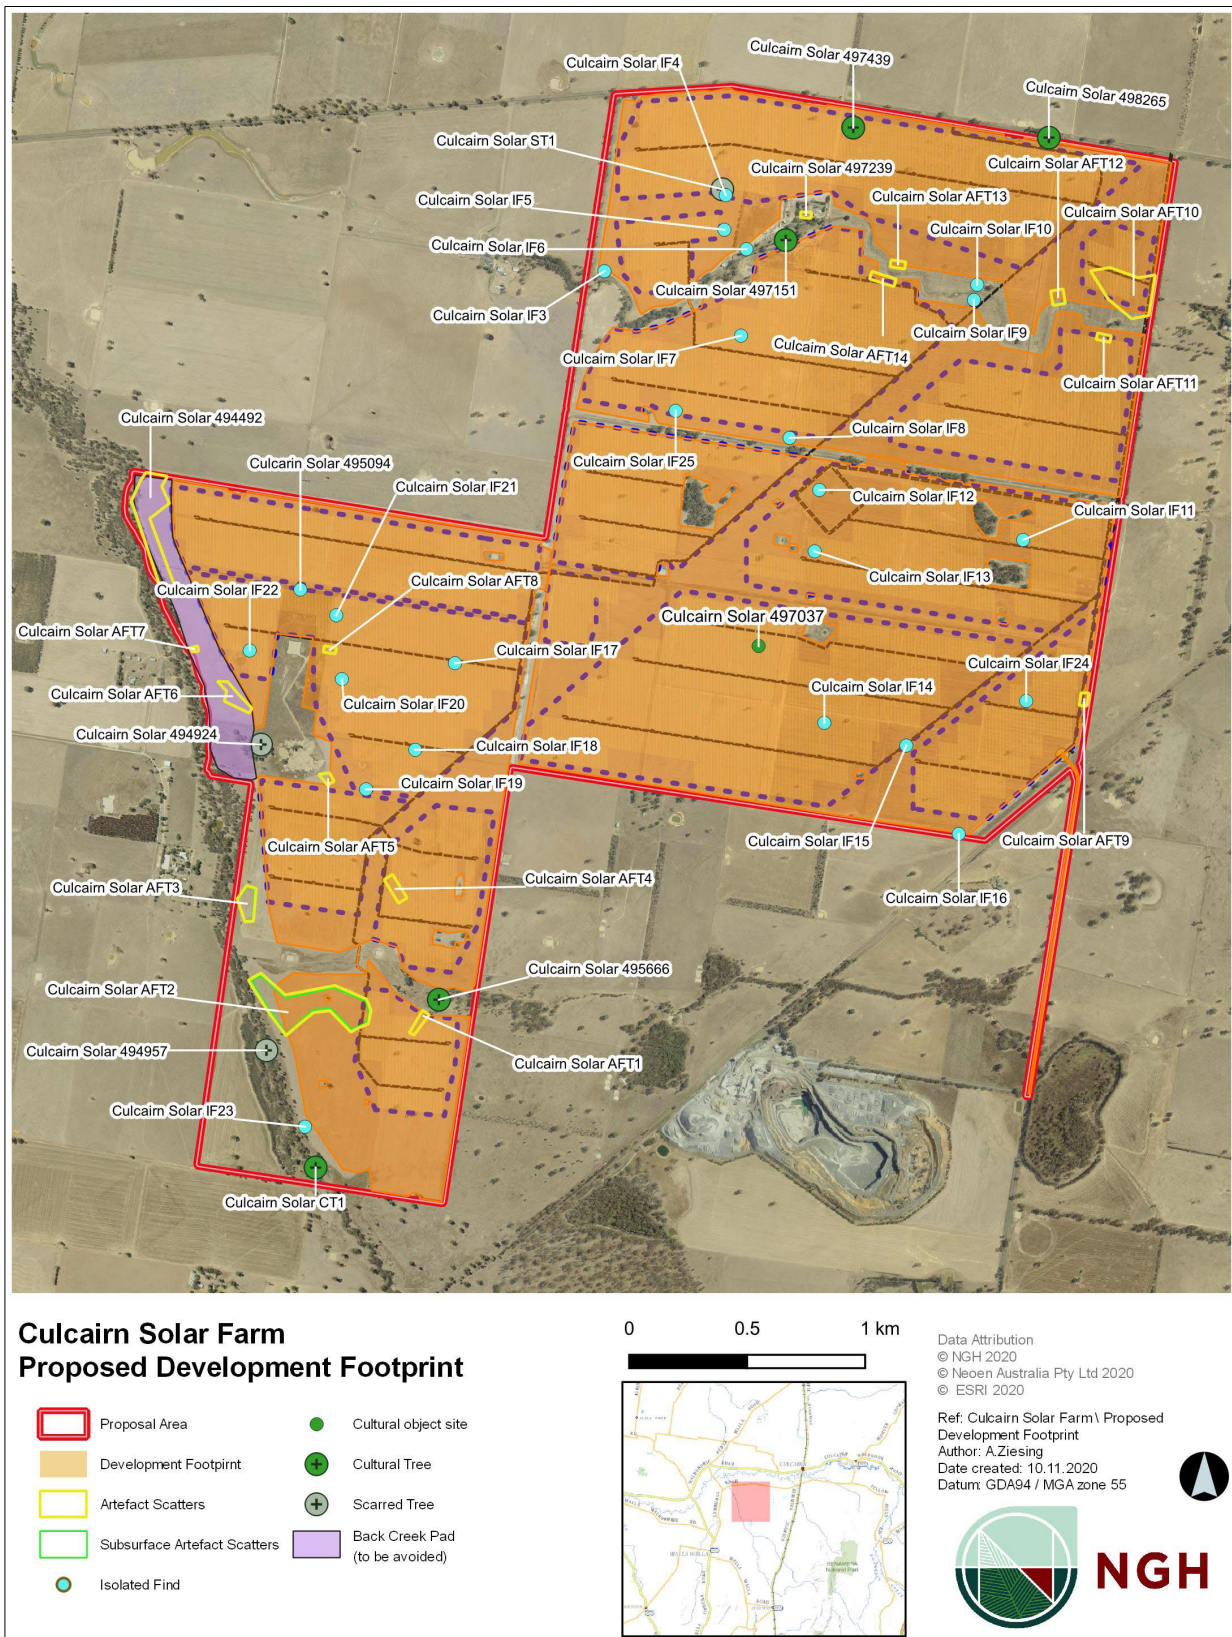 Culcairn Solar 497439
Culcairn Solar IF4
Culcairn Solar 498265
Culcairn Solar ST1
Culcairn Solar 497239
Culcairn Solar AFT12
Culcairn Solar IF5
Culcairn Solar AFT13
Culcairn Solar AFT10
Culcairn Solar IF10
Culcairn Solar IF6
Culcairn Solar 497151
Culcairn Solar IF3
Culcairn Solar IF9
Culcairn Solar IF7
Culcairn Solar AFT14
Culcairn Solar AFT11
Culcairn Solar 494492
Culcairn Solar IF8
Culcarin Solar 495094
Culcairn Solar IF25
Culcairn Solar IF21
Culcairn Solar IF12
Culcairn Solar IF11
Culcairn Solar AFT8
Culcairn Solar IF13
Culcairn Solar IF22
Culcairn Solar 497037
Culcairn Solar AFT7
Culcairn Solar IF17
Culcairn Solar IF24
Culcairn Solar AFT6
Culcairn Solar IF14
Culcairn Solar IF20
Culcairn Solar 494924
Culcairn Solar IF18
Culcairn Solar IF19
Culcairn Solar IF15
Culcairn Solar AFT9
Culcairn Solar AFT5
Culcairn Solar AFT4
Culcairn Solar AFT3
Culcairn Solar IF16
Culcairn Solar 495666
Culcairn Solar AFT2
Culcairn Solar 494957
Culcairn Solar AFT1
Culcairn Solar IF23
Culcairn Solar CT1
Culcairn Solar Farm
Proposed Development Footprint
Proposal Area
Development Footpirnt
Artefact Scatters
Subsurface Artefact Scatters
Isolated Find
Cultural object site
Cultural Tree
Scarred Tree
Back Creek Pad
(to be avoided)
0 0.5 1 km
CULCAIRN
WALLA WALLA
BENAMBRA
National Park
Data Attribution
© NGH 2020
© Neoen Australia Pty Ltd 2020
© ESRI 2020
Ref: Culcairn Solar Farm \ Proposed
Development Footprint
Author: A.Ziesing
Date created: 10.11.2020
Datum: GDA94 / MGA zone 55
NGH